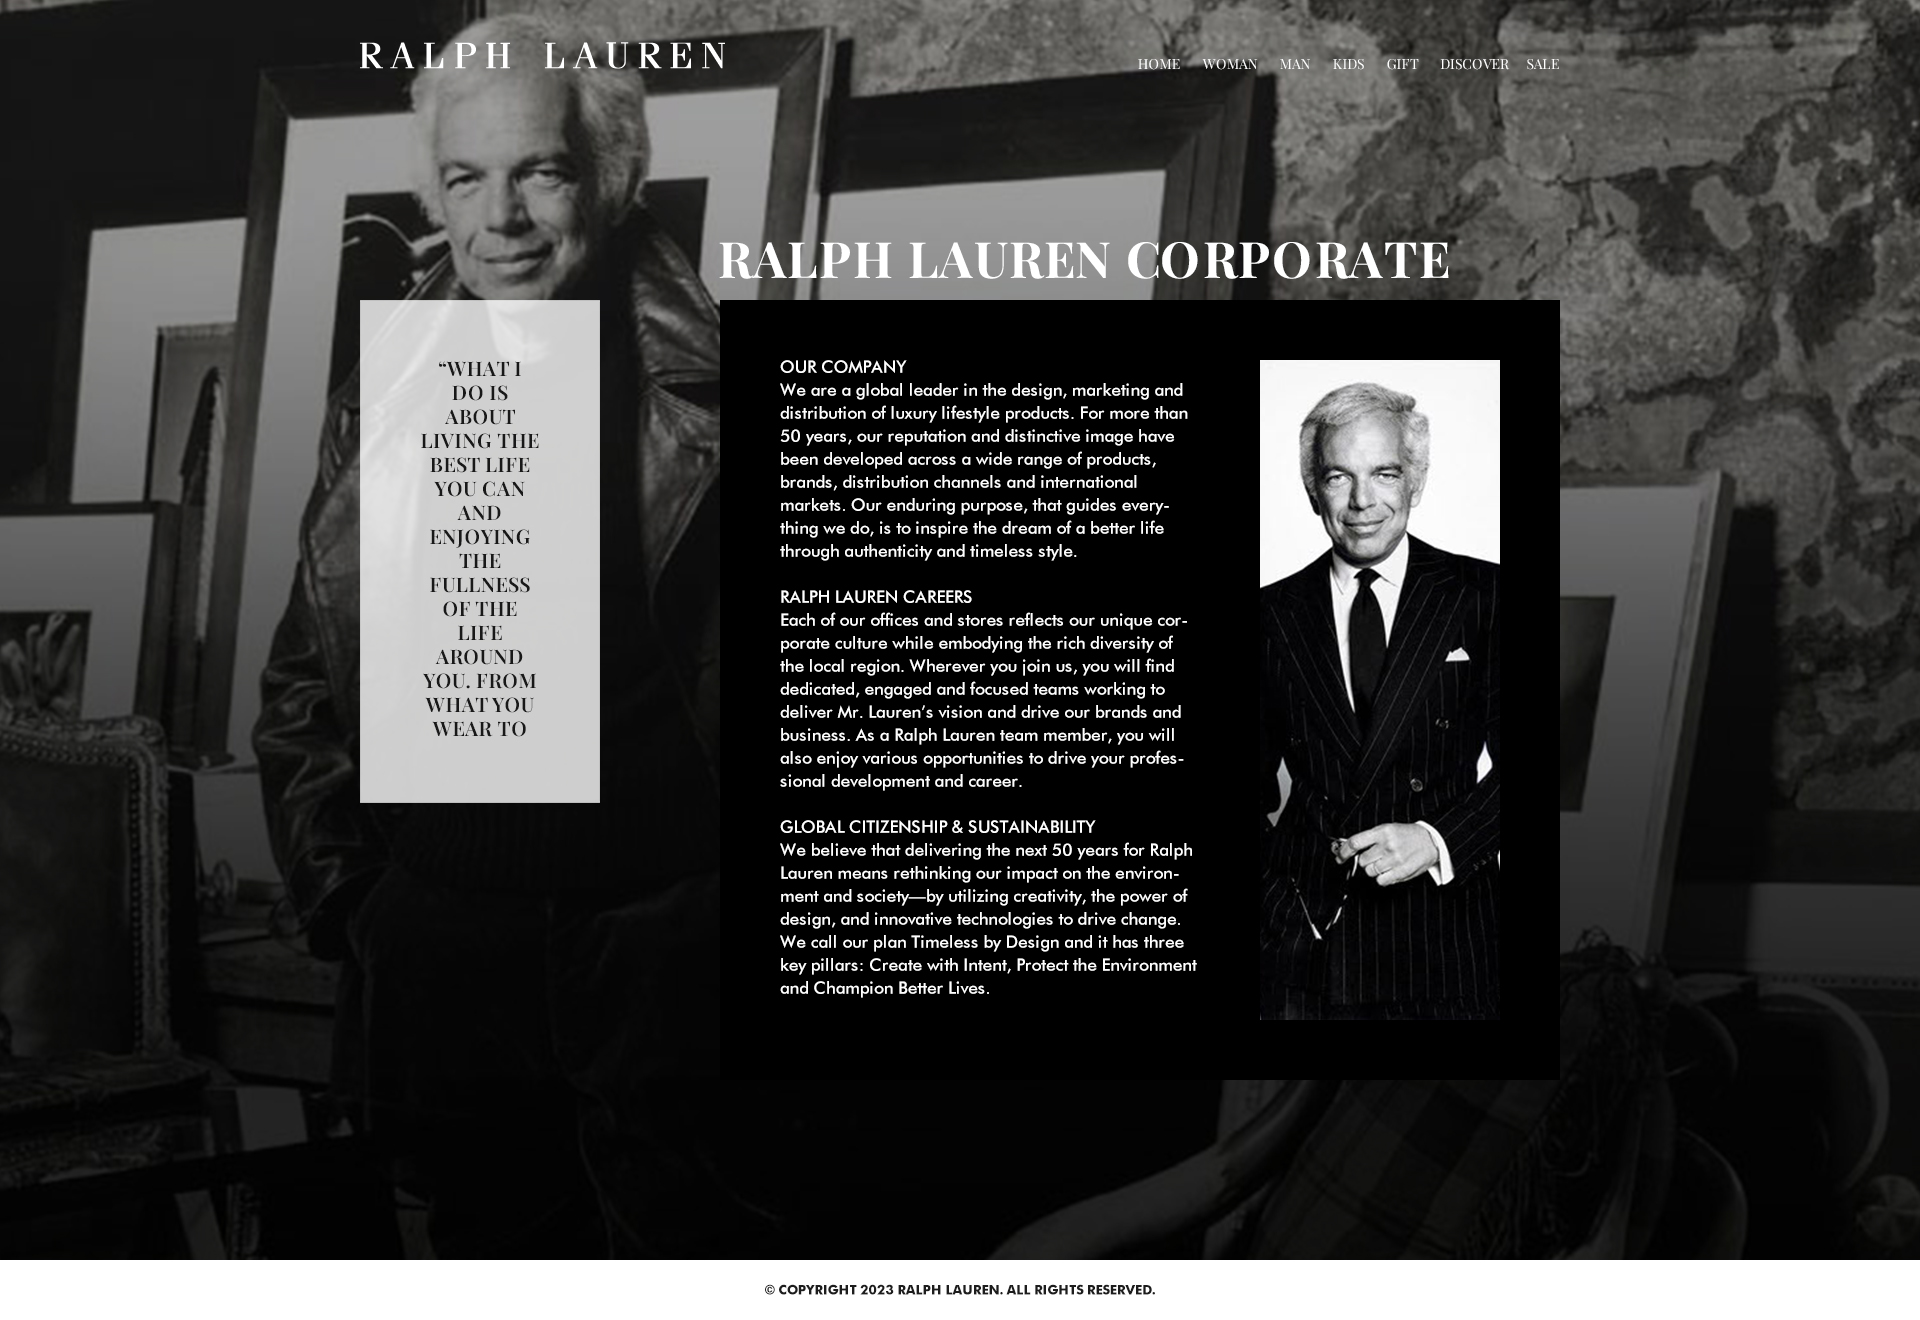 RALPH LAUREN
HOME WOMAN MAN KIDS GIFT DISCOVER SALE
RALPH LAUREN CORPORATE
“WHAT I
DO IS
ABOUT
LIVING THE
BEST LIFE
YOU CAN
AND
ENJOYING
THE
FULLNESS
OF THE
LIFE
AROUND
YOU. FROM
WHAT YOU
WEAR TO
OUR COMPANY
We are a global leader in the design, marketing and
distribution of luxury lifestyle products. For more than
50 years, our reputation and distinctive image have
been developed across a wide range of products,
brands, distribution channels and international
markets. Our enduring purpose, that guides every-
thing we do, is to inspire the dream of a better life
through authenticity and timeless style.
RALPH LAUREN CAREERS
Each of our offices and stores reflects our unique cor-
porate culture while embodying the rich diversity of
the local region. Wherever you join us, you will find
dedicated, engaged and focused teams working to
deliver Mr. Lauren’s vision and drive our brands and
business. As a Ralph Lauren team member, you will
also enjoy various opportunities to drive your profes-
sional development and career.
GLOBAL CITIZENSHIP & SUSTAINABILITY
We believe that delivering the next 50 years for Ralph
Lauren means rethinking our impact on the environ-
ment and society—by utilizing creativity, the power of
design, and innovative technologies to drive change.
We call our plan Timeless by Design and it has three
key pillars: Create with Intent, Protect the Environment
and Champion Better Lives.
© COPYRIGHT 2023 RALPH LAUREN. ALL RIGHTS RESERVED.